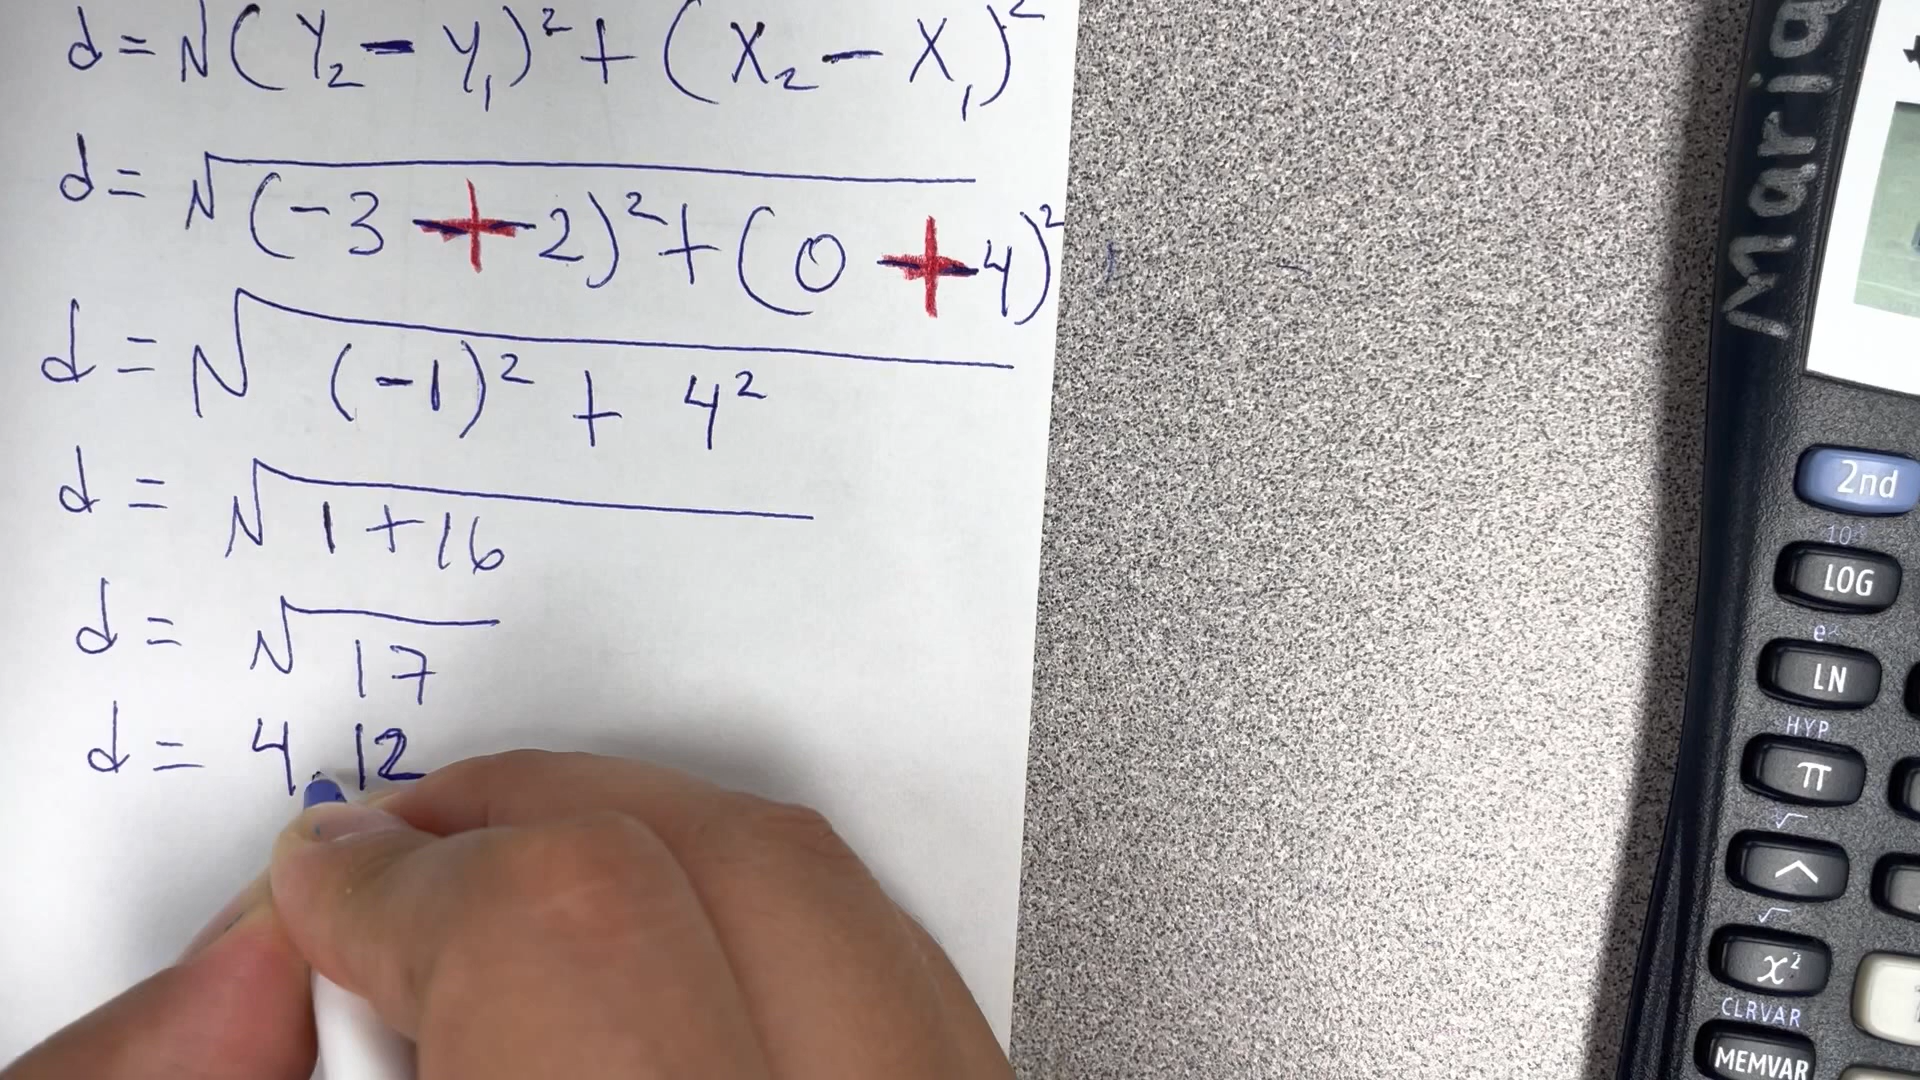 d = √(Y₂ - Y₁)² + (X₂ - X₁)²
d = √(-3 + 2)² + (0 + 4)²
d = √(-1)² + 4²
d = √1 + 16
d = √17
d = 4.12
Maria
2nd
LOG
eˣ
LN
HYP
π
√
^
√
x²
CLRVAR
MEMVAR